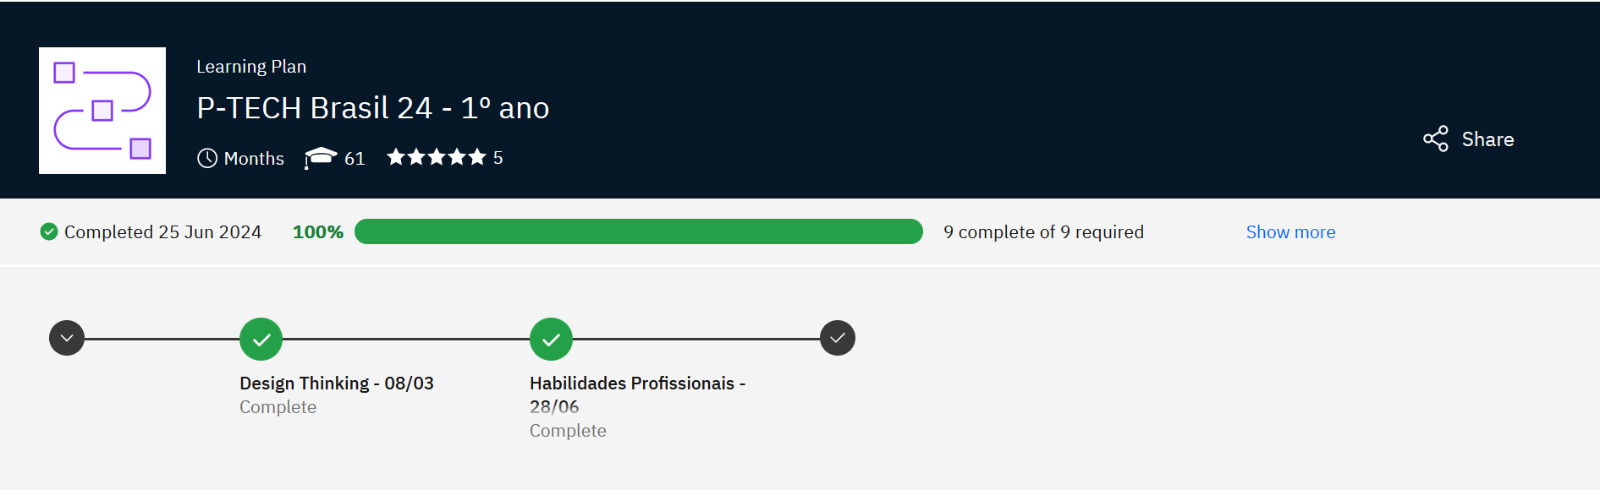 Learning Plan
P-TECH Brasil 24 - 1º ano
Months 61 5
Share
Completed 25 Jun 2024 100% 9 complete of 9 required Show more
Design Thinking - 08/03
Complete
Habilidades Profissionais -
28/06
Complete